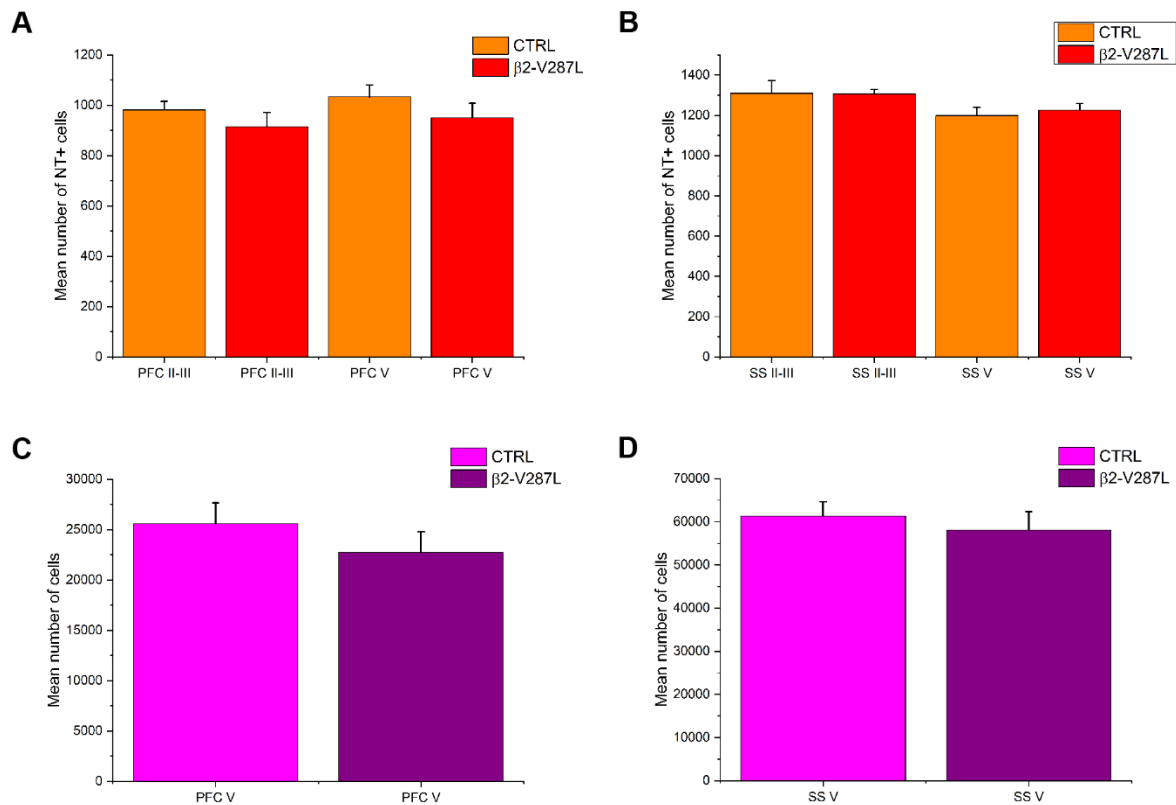 A
CTRL
β2-V287L
Mean number of NT+ cells
1200
1000
800
600
400
200
0
PFC II-III PFC II-III PFC V PFC V
B
CTRL
β2-V287L
Mean number of NT+ cells
1400
1200
1000
800
600
400
200
0
SS II-III SS II-III SS V SS V
C
CTRL
β2-V287L
Mean number of cells
30000
25000
20000
15000
10000
5000
0
PFC V PFC V
D
CTRL
β2-V287L
Mean number of cells
70000
60000
50000
40000
30000
20000
10000
0
SS V SS V